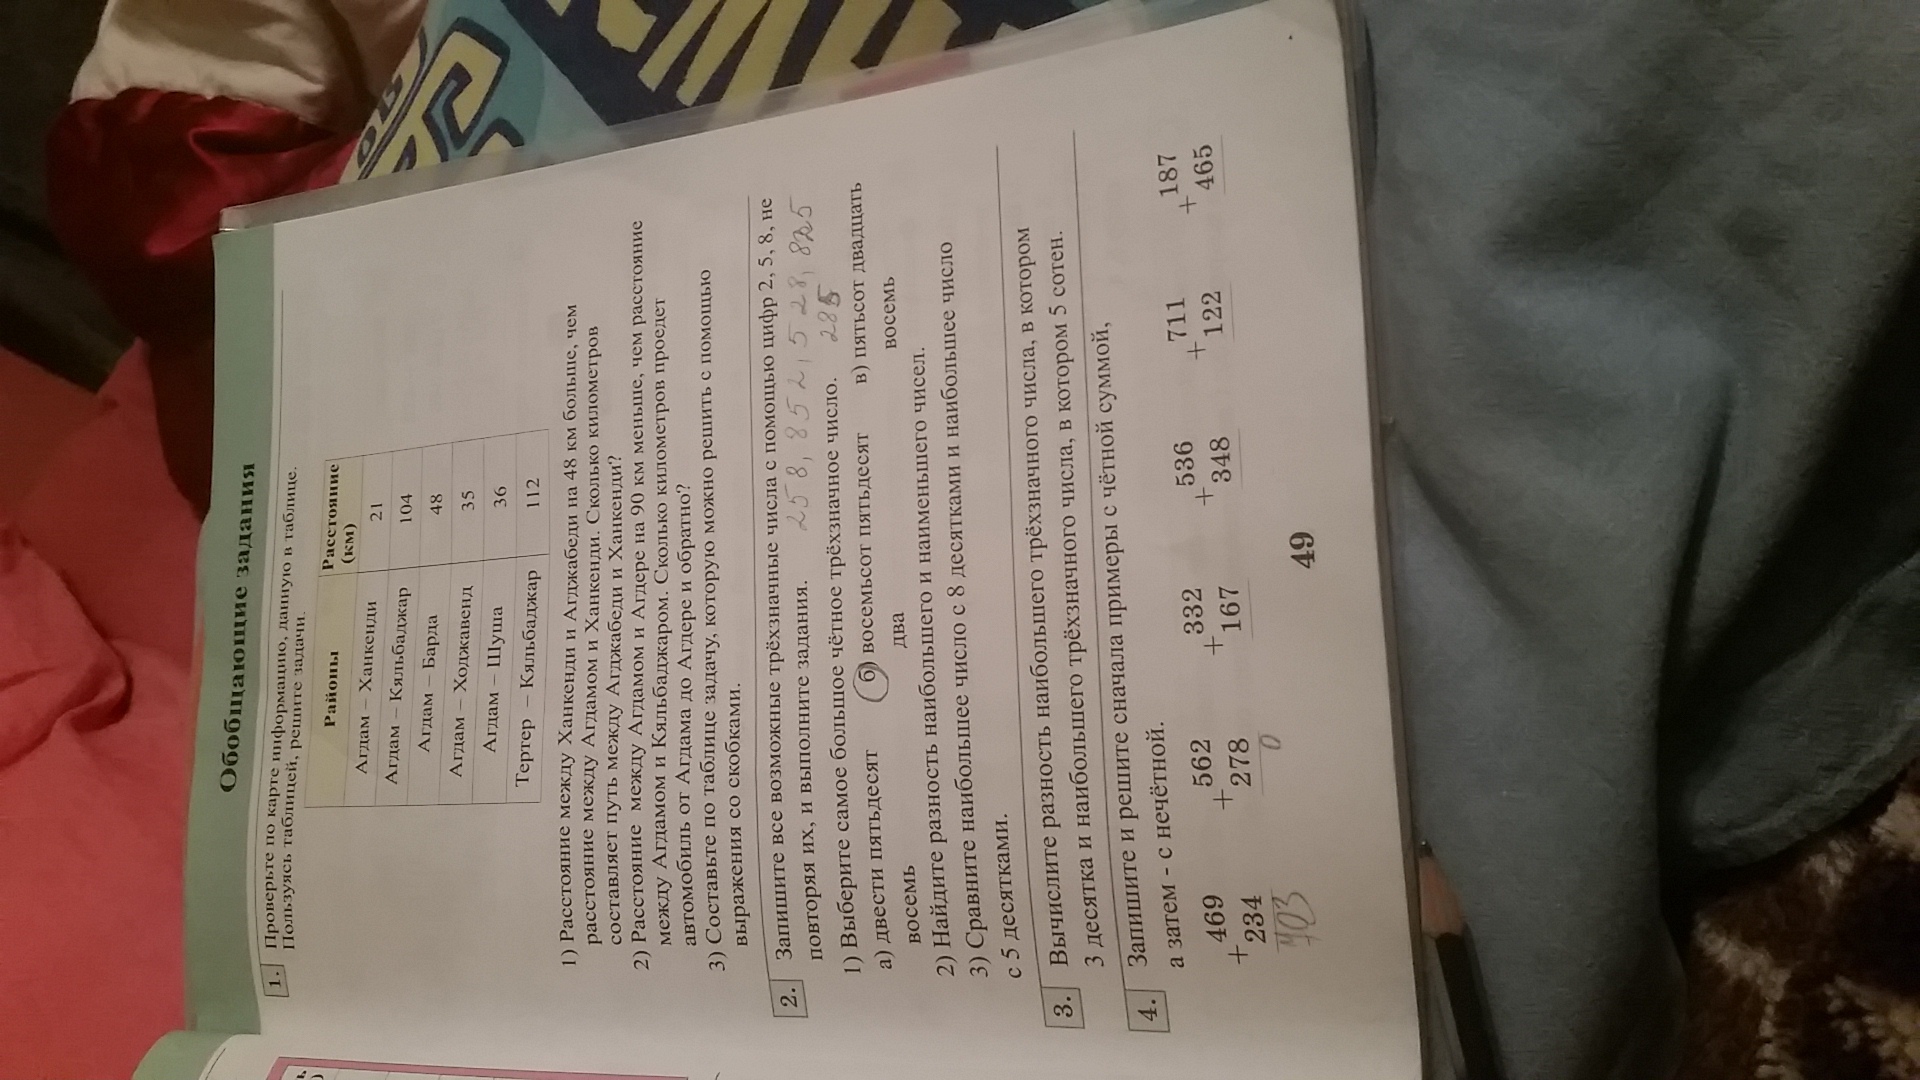 Обобщающие задания
1. Проверьте по карте информацию, данную в таблице.
Пользуясь таблицей, решите задачи.
Районы Расстояние (км)
Агдам – Ханкенди 21
Агдам – Кяльбаджар 104
Агдам – Барда 48
Агдам – Ходжавенд 35
Агдам – Шуша 36
Тертер – Кяльбаджар 112
1) Расстояние между Ханкенди и Агджабеди на 48 км больше, чем
расстояние между Агдамом и Ханкенди. Сколько километров
составляет путь между Агджабеди и Ханкенди?
2) Расстояние между Агдамом и Агдере на 90 км меньше, чем расстояние
между Агдамом и Кяльбаджаром. Сколько километров проедет
автомобиль от Агдама до Агдере и обратно?
3) Составьте по таблице задачу, которую можно решить с помощью
выражения со скобками.
2. Запишите все возможные трёхзначные числа с помощью цифр 2, 5, 8, не
повторяя их, и выполните задания. 258, 852, 528, 825
285
1) Выберите самое большое чётное трёхзначное число.
а) двести пятьдесят восемь
б) восемьсот пятьдесят два
в) пятьсот двадцать восемь
2) Найдите разность наибольшего и наименьшего чисел.
3) Сравните наибольшее число с 8 десятками и наибольшее число
с 5 десятками.
3. Вычислите разность наибольшего трёхзначного числа, в котором
3 десятка и наибольшего трёхзначного числа, в котором 5 сотен.
4. Запишите и решите сначала примеры с чётной суммой,
а затем - с нечётной.
+ 469 + 562 + 332 + 536 + 711 + 187
234 278 167 348 122 465
703 0
49